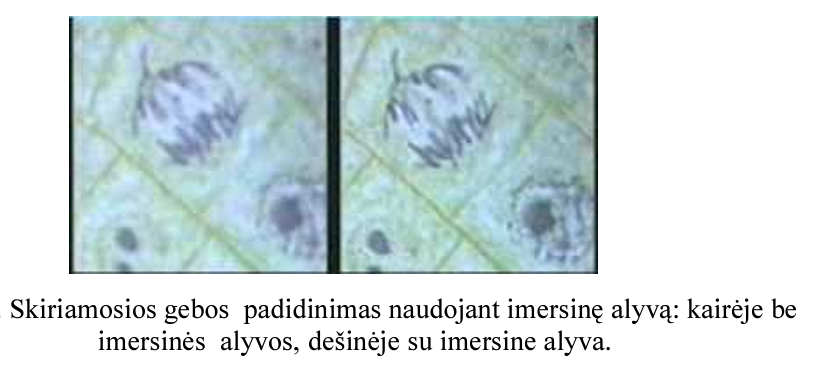 . Skiriamosios gebos padidinimas naudojant imersinę alyvą: kairėje be
imersinės alyvos, dešinėje su imersine alyva.